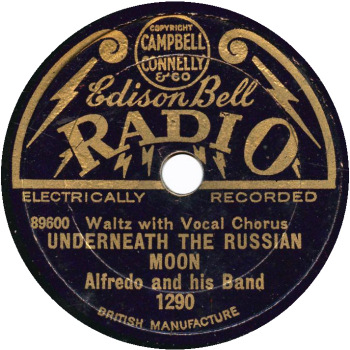 COPYRIGHT
CAMPBELL
CONNELLY
& CO
Edison Bell
RADIO
ELECTRICALLY RECORDED
89600 Waltz with Vocal Chorus
UNDERNEATH THE RUSSIAN
MOON
Alfredo and his Band
1290
BRITISH MANUFACTURE